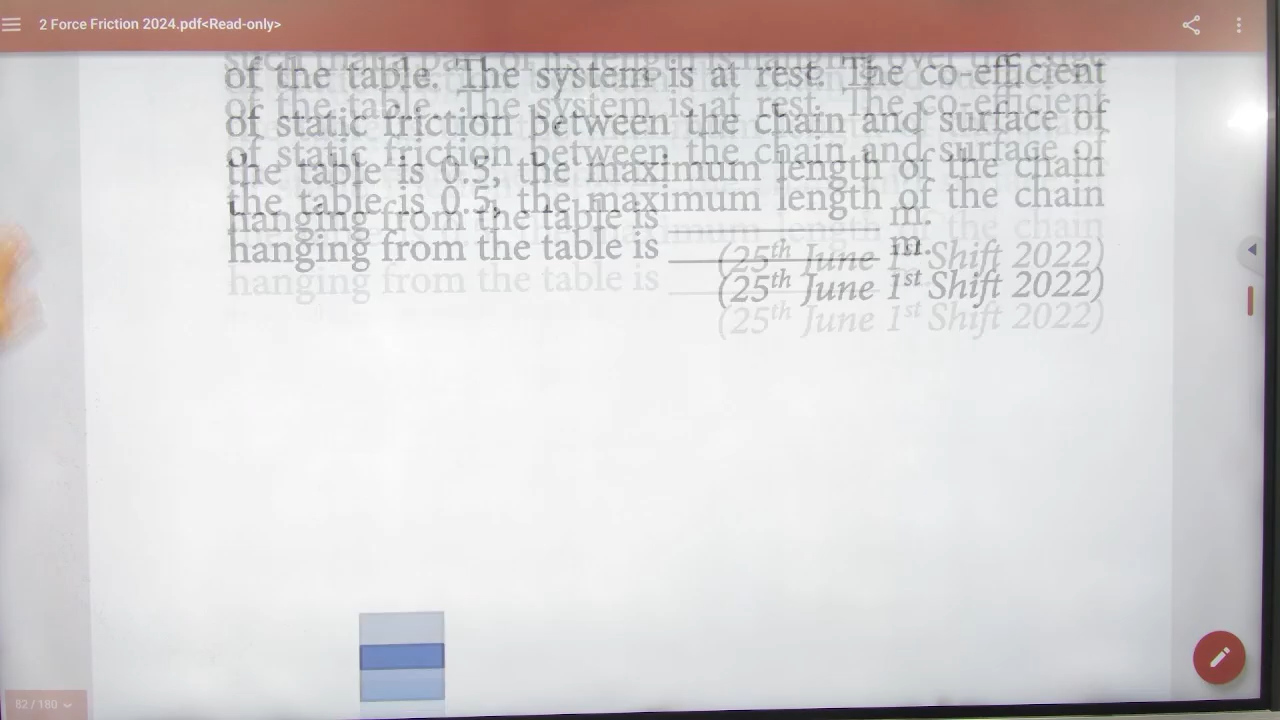 2 Force Friction 2024.pdf<Read-only>
of the table. The system is at rest. The co-efficient
of static friction between the chain and surface of
the table is 0.5, the maximum length of the chain
hanging from the table is ________ m.
(25th June 1st Shift 2022)
82 / 180